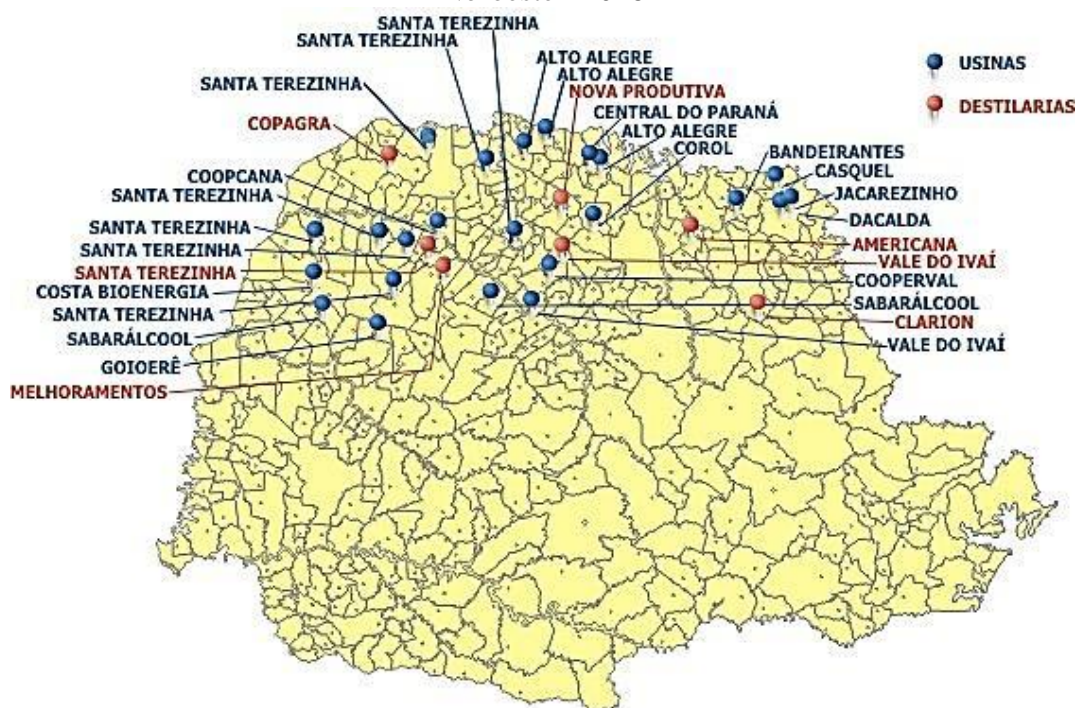 SANTA TEREZINHA
SANTA TEREZINHA
ALTO ALEGRE
ALTO ALEGRE
SANTA TEREZINHA
NOVA PRODUTIVA
CENTRAL DO PARANÁ
COPAGRA
ALTO ALEGRE
COROL
BANDEIRANTES
COOPCANA
CASQUEL
SANTA TEREZINHA
JACAREZINHO
DACALDA
SANTA TEREZINHA
SANTA TEREZINHA
AMERICANA
VALE DO IVAÍ
SANTA TEREZINHA
COOPERVAL
COSTA BIOENERGIA
SABARÁLCOOL
SANTA TEREZINHA
CLARION
SABARÁLCOOL
VALE DO IVAÍ
GOIOERÊ
MELHORAMENTOS
USINAS
DESTILARIAS